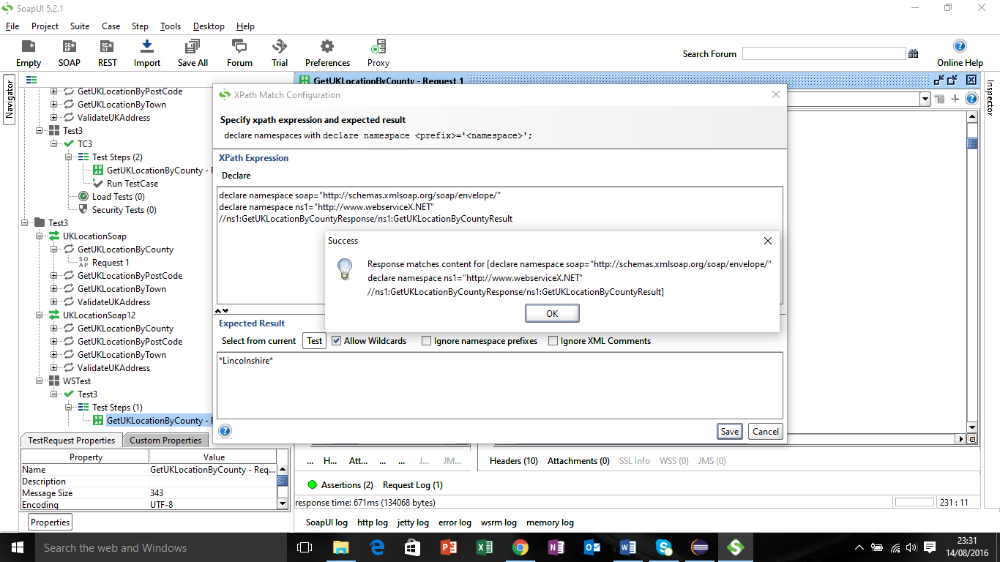 SoapUI 5.2.1
File Project Suite Case Step Tools Desktop Help
Empty SOAP REST Import Save All Forum Trial Preferences Proxy Search Forum Online Help
Navigator
GetUKLocationByCounty - Request 1
Inspector
GetUKLocationByPostCode
GetUKLocationByTown
ValidateUKAddress
Test3
TC3
Test Steps (2)
GetUKLocationByCounty - R
Run TestCase
Load Tests (0)
Security Tests (0)
Test3
UKLocationSoap
GetUKLocationByCounty
Request 1
GetUKLocationByPostCode
GetUKLocationByTown
ValidateUKAddress
UKLocationSoap12
GetUKLocationByCounty
GetUKLocationByPostCode
GetUKLocationByTown
ValidateUKAddress
WSTest
Test3
Test Steps (1)
GetUKLocationByCounty - R
XPath Match Configuration
Specify xpath expression and expected result
declare namespaces with declare namespace <prefix>='<namespace>';
XPath Expression
Declare
declare namespace soap="http://schemas.xmlsoap.org/soap/envelope/"
declare namespace ns1="http://www.webserviceX.NET"
//ns1:GetUKLocationByCountyResponse/ns1:GetUKLocationByCountyResult
Success
Response matches content for [declare namespace soap="http://schemas.xmlsoap.org/soap/envelope/"
declare namespace ns1="http://www.webserviceX.NET"
//ns1:GetUKLocationByCountyResponse/ns1:GetUKLocationByCountyResult]
OK
Expected Result
Select from current Test Allow Wildcards Ignore namespace prefixes Ignore XML Comments
*Lincolnshire*
Save Cancel
TestRequest Properties Custom Properties
Property Value
Name GetUKLocationByCounty - Req...
Description
Message Size 343
Encoding UTF-8
Properties
... H... Att... ... ... J... JM... Headers (10) Attachments (0) SSL Info WSS (0) JMS (0)
Assertions (2) Request Log (1)
response time: 671ms (134068 bytes) 231 : 11
SoapUI log http log jetty log error log wsrm log memory log
Search the web and Windows
23:31
14/08/2016